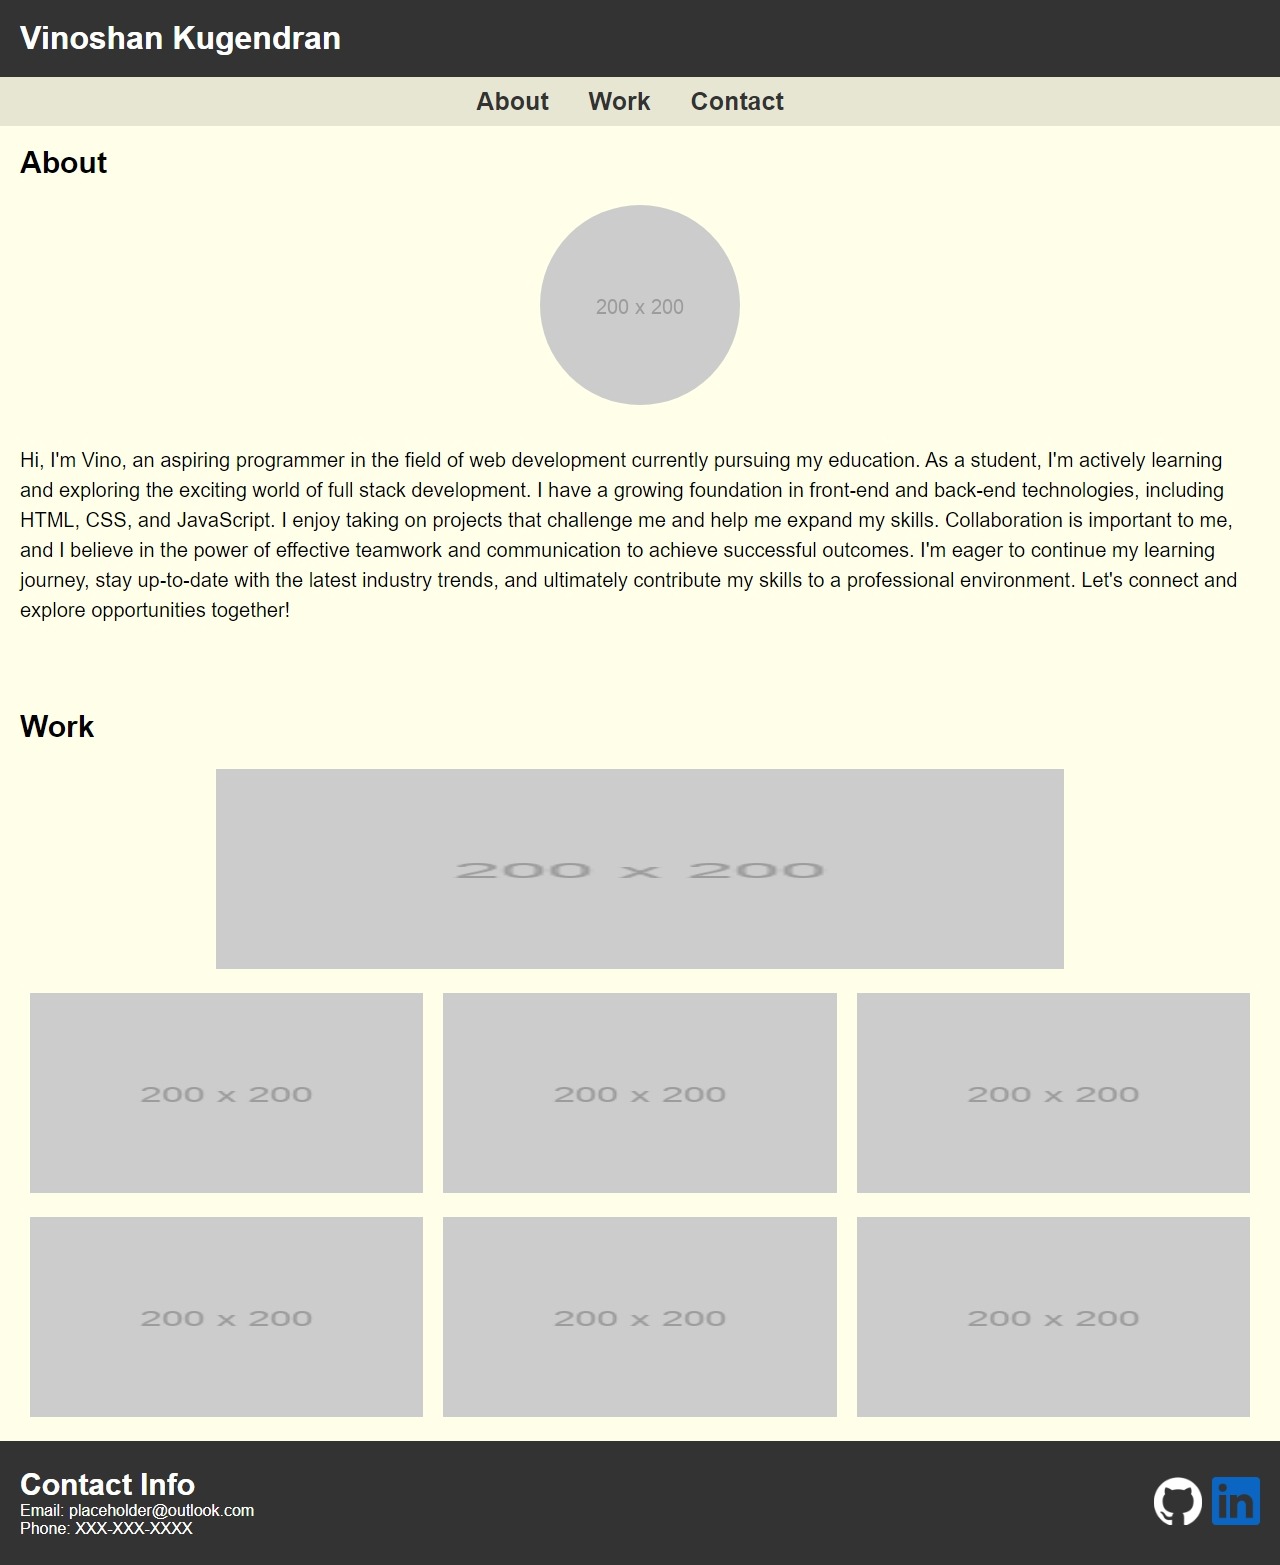 Vinoshan Kugendran
About Work Contact
About
200 x 200
Hi, I'm Vino, an aspiring programmer in the field of web development currently pursuing my education. As a student, I'm actively learning
and exploring the exciting world of full stack development. I have a growing foundation in front-end and back-end technologies, including
HTML, CSS, and JavaScript. I enjoy taking on projects that challenge me and help me expand my skills. Collaboration is important to me,
and I believe in the power of effective teamwork and communication to achieve successful outcomes. I'm eager to continue my learning
journey, stay up-to-date with the latest industry trends, and ultimately contribute my skills to a professional environment. Let's connect and
explore opportunities together!
Work
200 x 200
200 x 200 200 x 200 200 x 200
200 x 200 200 x 200 200 x 200
Contact Info
Email: placeholder@outlook.com
Phone: XXX-XXX-XXXX
in